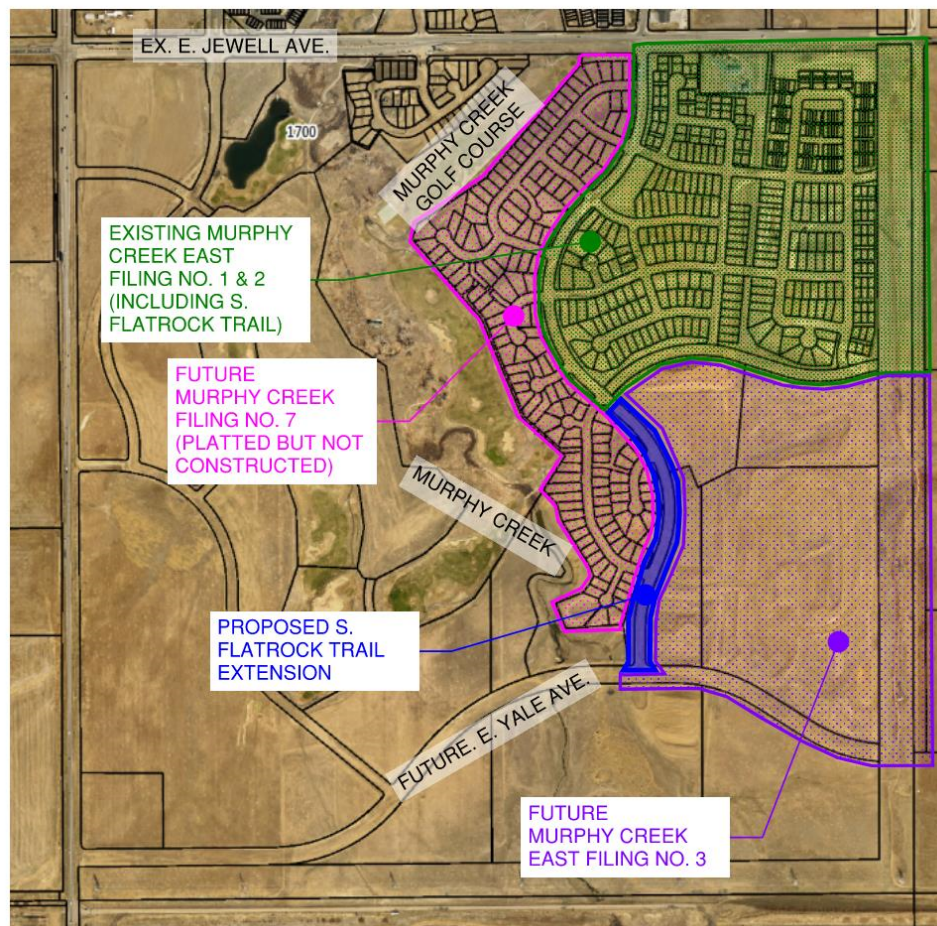 EX. E. JEWELL AVE.
1700
MURPHY CREEK
GOLF COURSE
EXISTING MURPHY
CREEK EAST
FILING NO. 1 & 2
(INCLUDING S.
FLATROCK TRAIL)
FUTURE
MURPHY CREEK
FILING NO. 7
(PLATTED BUT NOT
CONSTRUCTED)
MURPHY CREEK
PROPOSED S.
FLATROCK TRAIL
EXTENSION
FUTURE. E. YALE AVE.
FUTURE
MURPHY CREEK
EAST FILING NO. 3